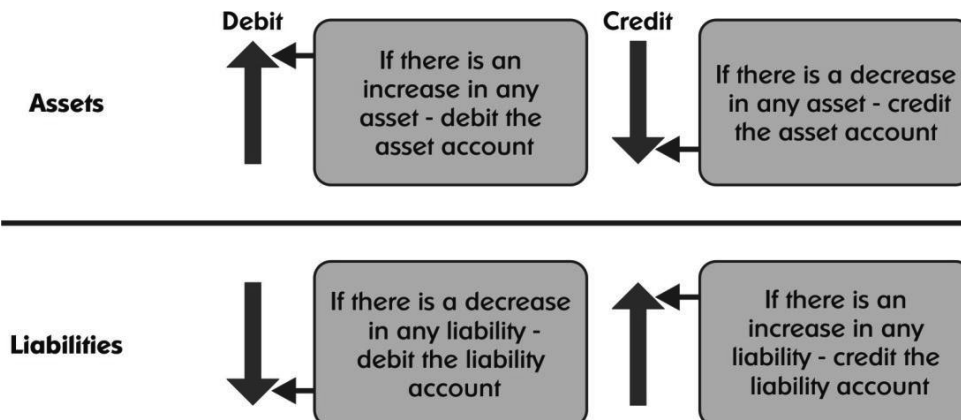 Debit
Credit
Assets
If there is an
increase in any
asset - debit the
asset account
If there is a decrease
in any asset - credit
the asset account
Liabilities
If there is a decrease
in any liability -
debit the liability
account
If there is an
increase in any
liability - credit the
liability account